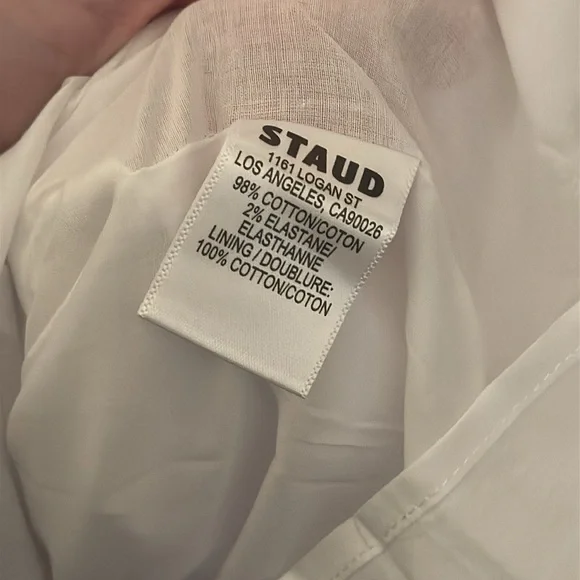 STAUD
1161 LOGAN ST
LOS ANGELES, CA90026
98% COTTON/COTON
2% ELASTANE/
ELASTHANNE
LINING / DOUBLURE:
100% COTTON/COTON